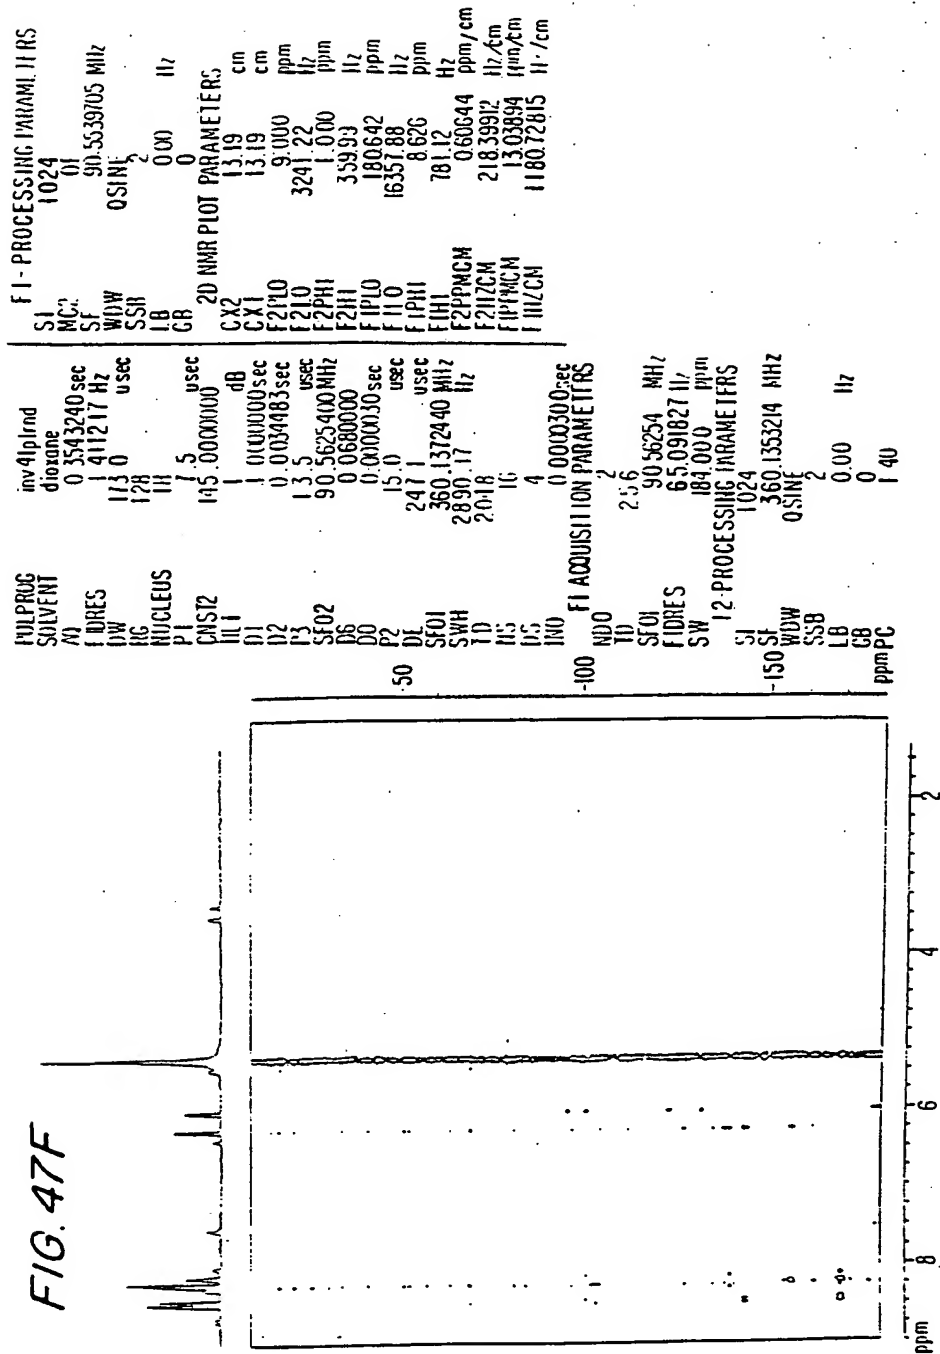 FIG. 47F
PULPROG inv4lplrnd
SOLVENT dioxane
AQ 0.3543240 sec
FIDRES 1.411217 Hz
DW 173.0 usec
RG 128
NUCLEUS 1H
P1 7.5 usec
CNST2 145.0000000
HL1 1 dB
D1 1.0000000 sec
D2 0.0034483 sec
P3 13.5 usec
SFO2 90.5625400 MHz
D6 0.0680000
D0 0.0000030 sec
P2 15.0 usec
DE 247.1 usec
SFO1 360.1372440 MHz
SWH 2890.17 Hz
TD 2048
NS 16
DS 4
IN0 0.0000300 sec
F1 ACQUISITION PARAMETERS
ND0 2
TD 256
SFO1 90.56254 MHz
FIDRES 65.091827 Hz
SW 184.000 ppm
F2-PROCESSING PARAMETERS
SI 1024
SF 360.1353214 MHz
WDW QSINE
SSB 2
LB 0.00 Hz
GB 0
PC 1.40
F1-PROCESSING PARAMETERS
SI 1024
MC2 QF
SF 90.5539705 MHz
WDW QSINE
SSB 2
LB 0.00 Hz
GB 0
2D NMR PLOT PARAMETERS
CX2 13.19 cm
CX1 13.19 cm
F2PLO 9.000 ppm
F2LO 3241.22 Hz
F2PHI 1.000 ppm
F2HI 359.99 Hz
F1PLO 180.642 ppm
F1LO 16357.88 Hz
F1PHI 8.626 ppm
F1HI 781.12 Hz
F2PPMCM 0.60644 ppm/cm
F2HZCM 218.39912 Hz/cm
F1PPMCM 13.03894 ppm/cm
F1HZCM 1180.72815 Hz/cm
50
100
150
ppm
ppm 8 6 4 2